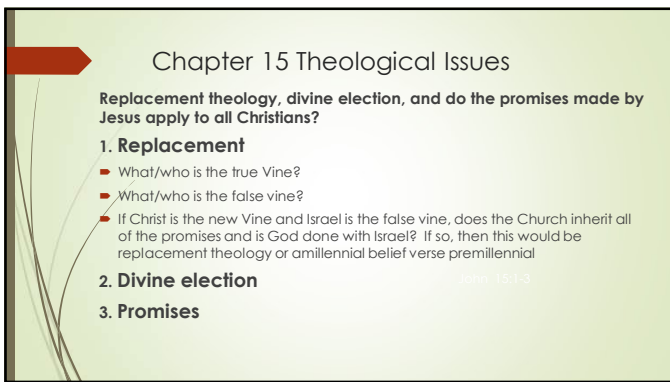 Chapter 15 Theological Issues
Replacement theology, divine election, and do the promises made by
Jesus apply to all Christians?
1. Replacement
What/who is the true Vine?
What/who is the false vine?
If Christ is the new Vine and Israel is the false vine, does the Church inherit all
of the promises and is God done with Israel? If so, then this would be
replacement theology or amillennial belief verse premillennial
2. Divine election
John 15:1-3
3. Promises